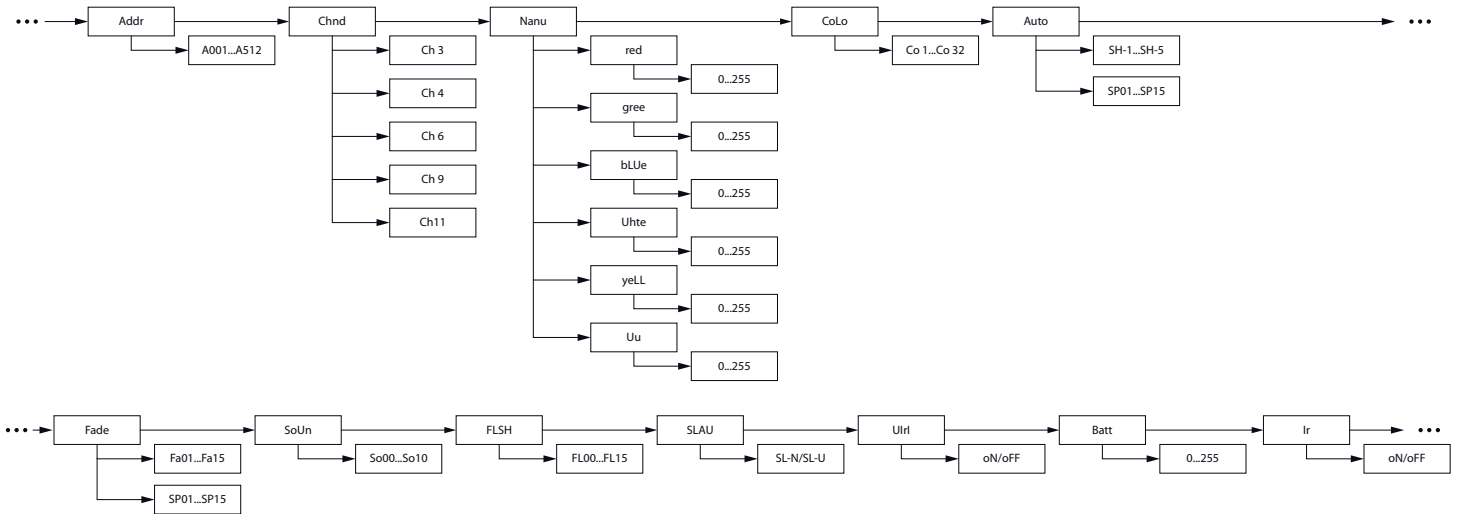 ••• Addr Chnd Nanu CoLo Auto •••
A001...A512 Ch 3 red Co 1...Co 32 SH-1...SH-5
0...255
Ch 4 SP01...SP15
gree
0...255
Ch 6
bLUe
Ch 9 0...255
Ch11 Uhte
0...255
yeLL
0...255
Uu
0...255
••• Fade SoUn FLSH SLAU UIrl Batt Ir •••
Fa01...Fa15 So00...So10 FL00...FL15 SL-N/SL-U oN/oFF 0...255 oN/oFF
SP01...SP15